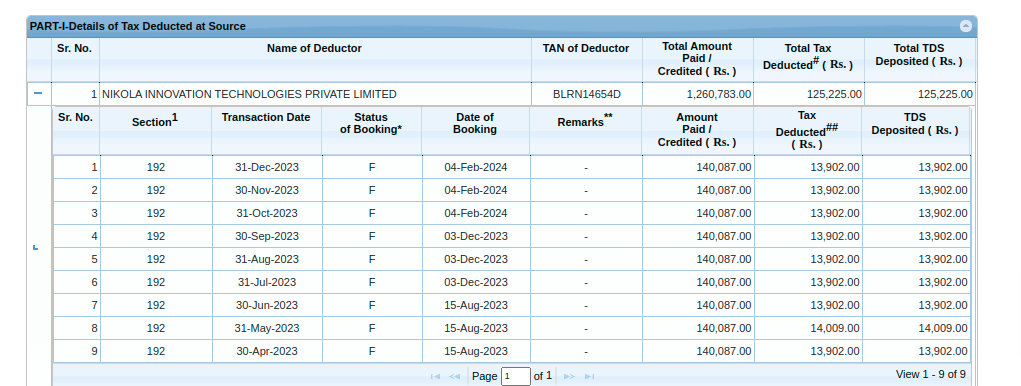 PART-I-Details of Tax Deducted at Source
Sr. No. Name of Deductor TAN of Deductor Total Amount Paid / Credited ( Rs. ) Total Tax Deducted# ( Rs. ) Total TDS Deposited ( Rs. )
1 NIKOLA INNOVATION TECHNOLOGIES PRIVATE LIMITED BLRN14654D 1,260,783.00 125,225.00 125,225.00
Sr. No. Section1 Transaction Date Status of Booking* Date of Booking Remarks** Amount Paid / Credited ( Rs. ) Tax Deducted## ( Rs. ) TDS Deposited ( Rs. )
1 192 31-Dec-2023 F 04-Feb-2024 - 140,087.00 13,902.00 13,902.00
2 192 30-Nov-2023 F 04-Feb-2024 - 140,087.00 13,902.00 13,902.00
3 192 31-Oct-2023 F 04-Feb-2024 - 140,087.00 13,902.00 13,902.00
4 192 30-Sep-2023 F 03-Dec-2023 - 140,087.00 13,902.00 13,902.00
5 192 31-Aug-2023 F 03-Dec-2023 - 140,087.00 13,902.00 13,902.00
6 192 31-Jul-2023 F 03-Dec-2023 - 140,087.00 13,902.00 13,902.00
7 192 30-Jun-2023 F 15-Aug-2023 - 140,087.00 13,902.00 13,902.00
8 192 31-May-2023 F 15-Aug-2023 - 140,087.00 14,009.00 14,009.00
9 192 30-Apr-2023 F 15-Aug-2023 - 140,087.00 13,902.00 13,902.00
Page 1 of 1 View 1 - 9 of 9